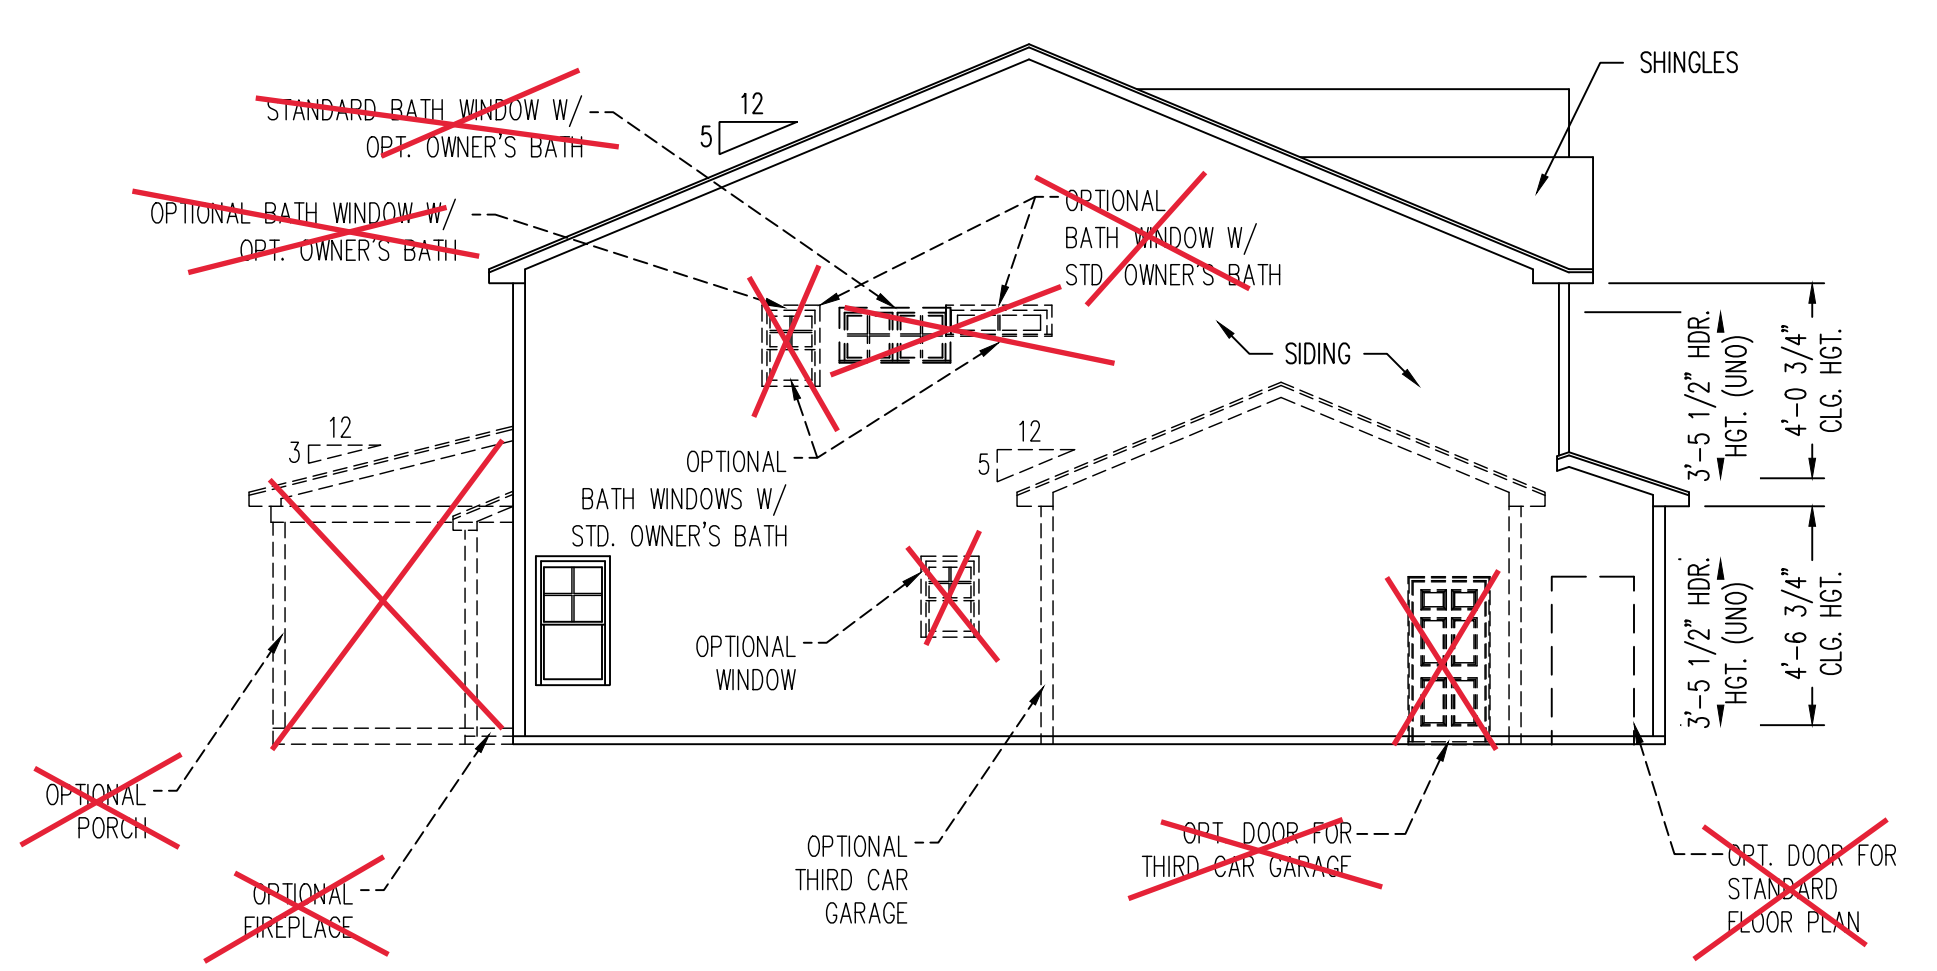 SHINGLES
12
5
STANDARD BATH WINDOW W/
OPT. OWNER'S BATH
OPTIONAL BATH WINDOW W/
OPT. OWNER'S BATH
OPTIONAL
BATH WINDOW W/
STD. OWNER'S BATH
SIDING
3'-5 1/2" HDR.
HGT. (UNO)
4'-0 3/4"
CLG. HGT.
12
3
12
5
OPTIONAL
BATH WINDOWS W/
STD. OWNER'S BATH
OPTIONAL
WINDOW
3'-5 1/2" HDR.
HGT. (UNO)
4'-6 3/4"
CLG. HGT.
OPTIONAL
PORCH
OPTIONAL
FIREPLACE
OPTIONAL
THIRD CAR
GARAGE
OPT. DOOR FOR
THIRD CAR GARAGE
OPT. DOOR FOR
STANDARD
FLOOR PLAN